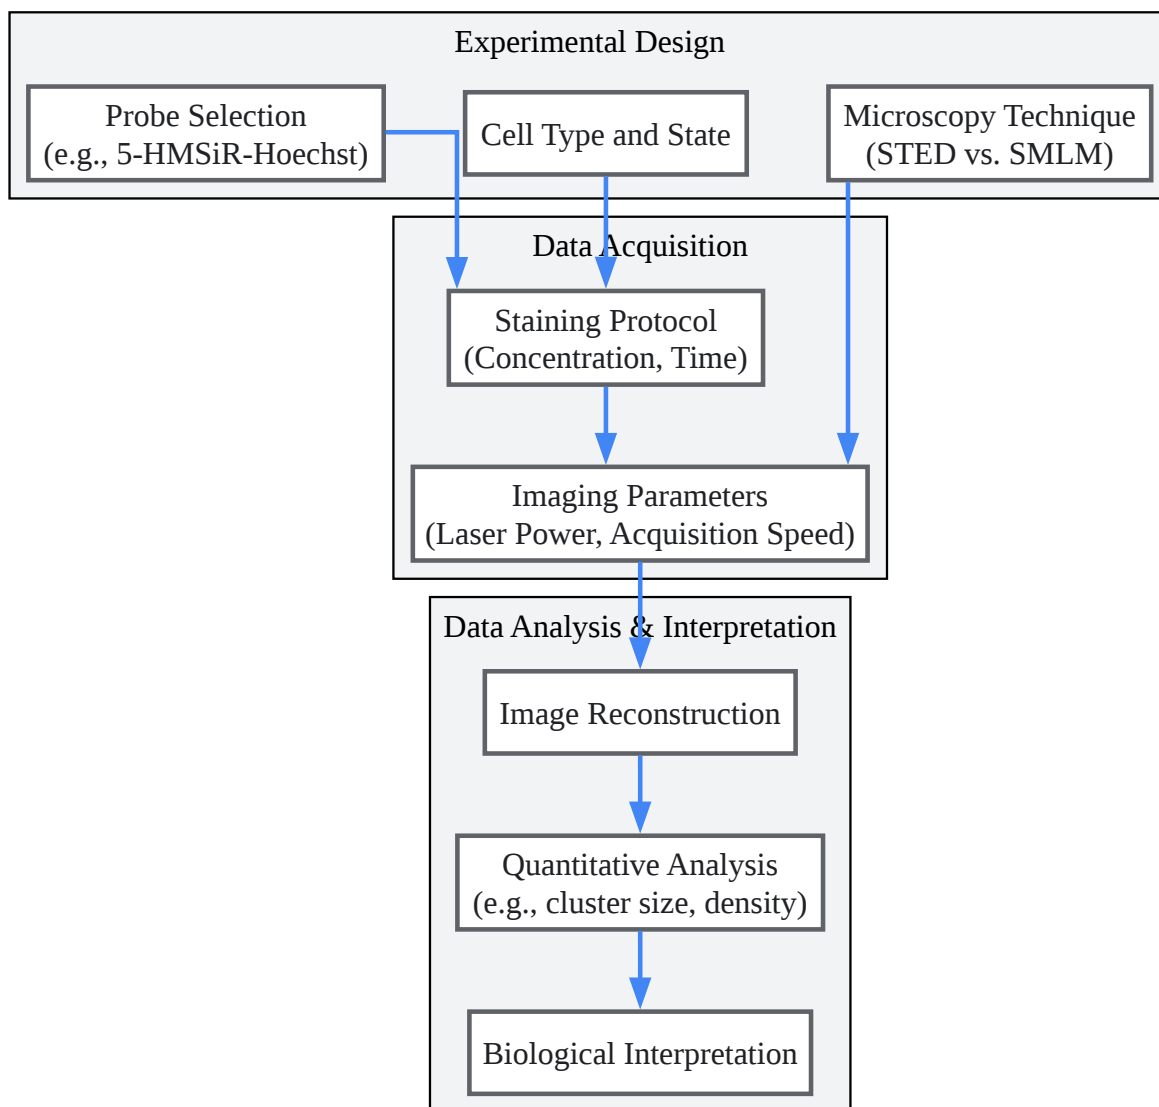 Experimental Design
Probe Selection
(e.g., 5-HMSiR-Hoechst)
Cell Type and State
Microscopy Technique
(STED vs. SMLM)
Data Acquisition
Staining Protocol
(Concentration, Time)
Imaging Parameters
(Laser Power, Acquisition Speed)
Data Analysis & Interpretation
Image Reconstruction
Quantitative Analysis
(e.g., cluster size, density)
Biological Interpretation